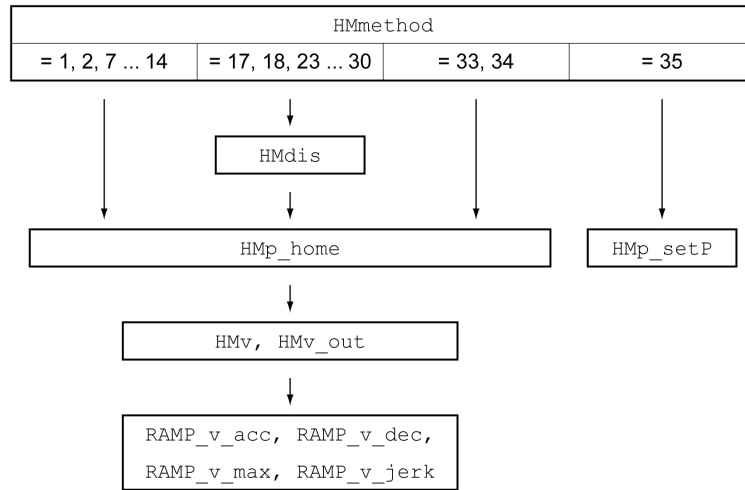 HMmethod
= 1, 2, 7 ... 14
= 17, 18, 23 ... 30
= 33, 34
= 35
HMdis
HMp_home
HMp_setP
HMv, HMv_out
RAMP_v_acc, RAMP_v_dec,
RAMP_v_max, RAMP_v_jerk